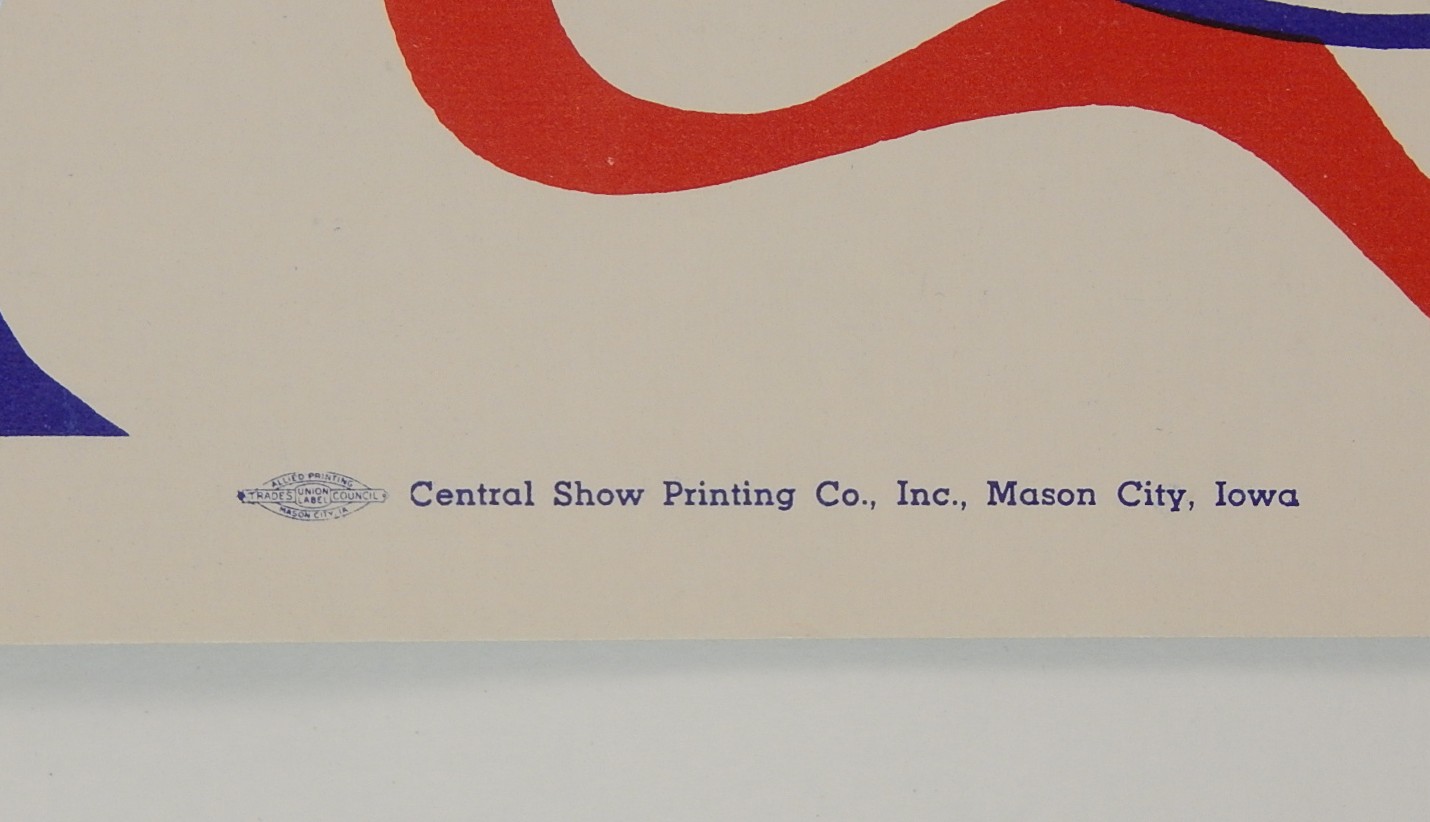 ALLIED PRINTING
TRADES UNION LABEL COUNCIL
MASON CITY, IA
Central Show Printing Co., Inc., Mason City, Iowa